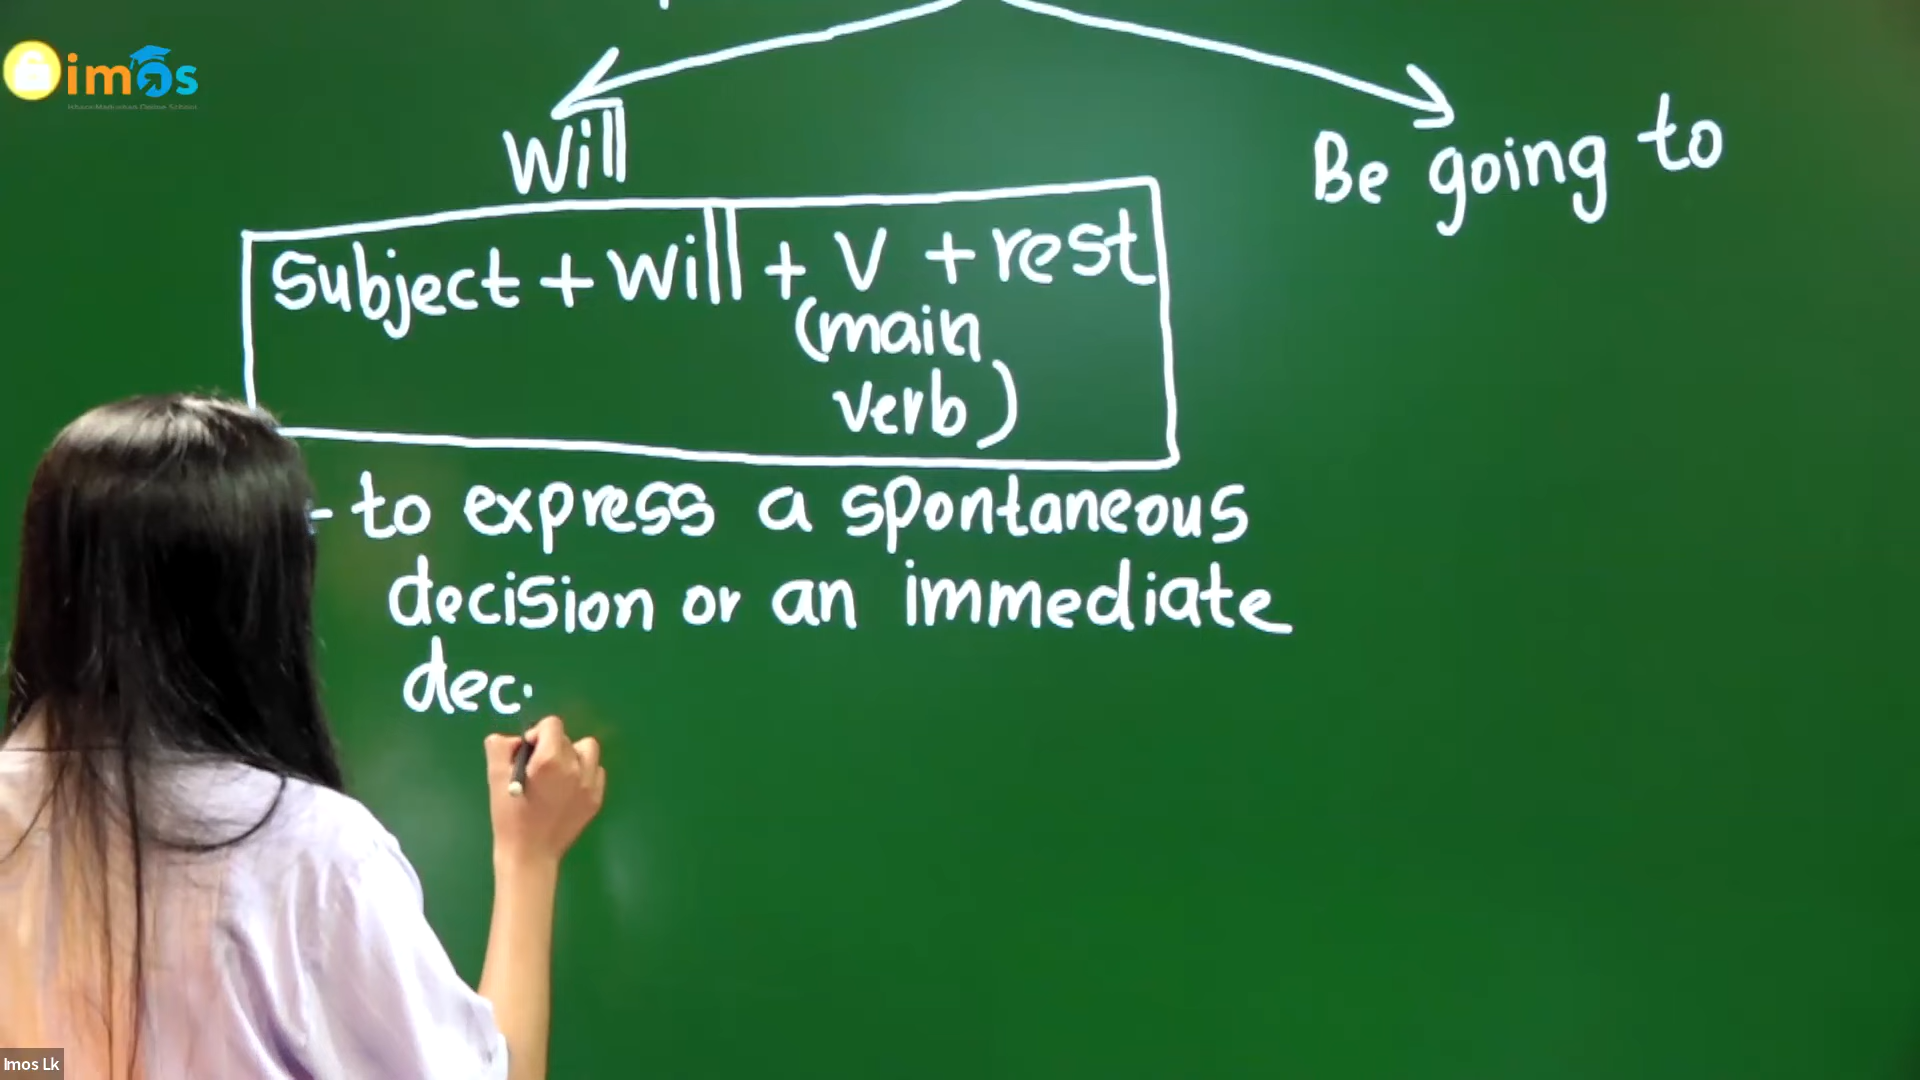 imos
Will
Be going to
Subject + will + V + rest
(main
verb)
- to express a spontaneous
decision or an immediate
dec
Imos Lk